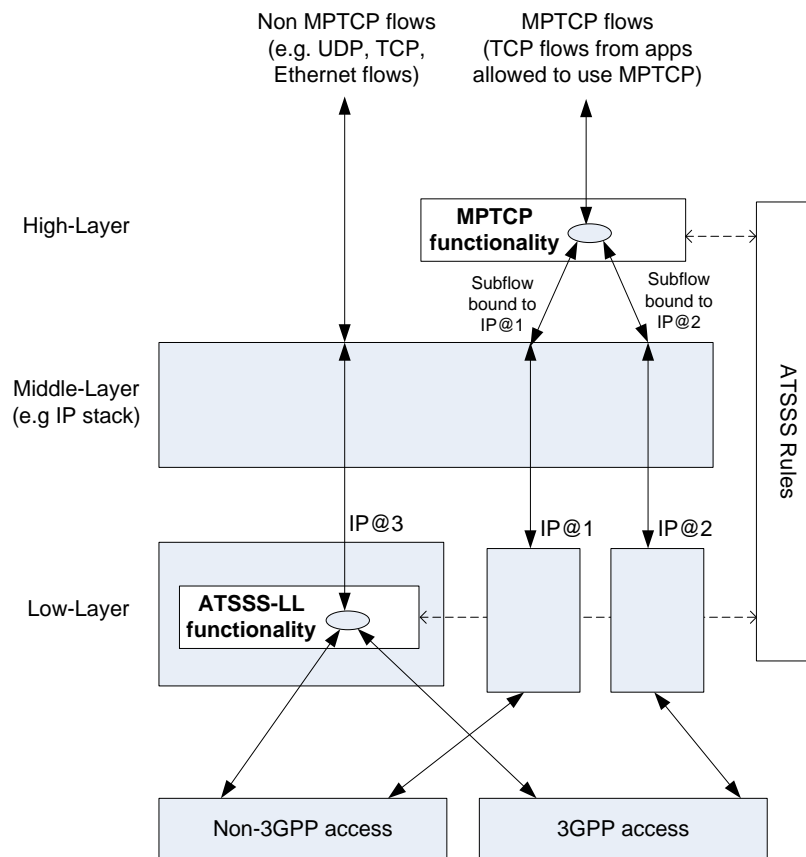 Non MPTCP flows
(e.g. UDP, TCP,
Ethernet flows)
MPTCP flows
(TCP flows from apps
allowed to use MPTCP)
High-Layer
MPTCP
functionality
Subflow
bound to
IP@1
Subflow
bound to
IP@2
Middle-Layer
(e.g IP stack)
ATSSS Rules
IP@3
IP@1
IP@2
Low-Layer
ATSSS-LL
functionality
Non-3GPP access
3GPP access